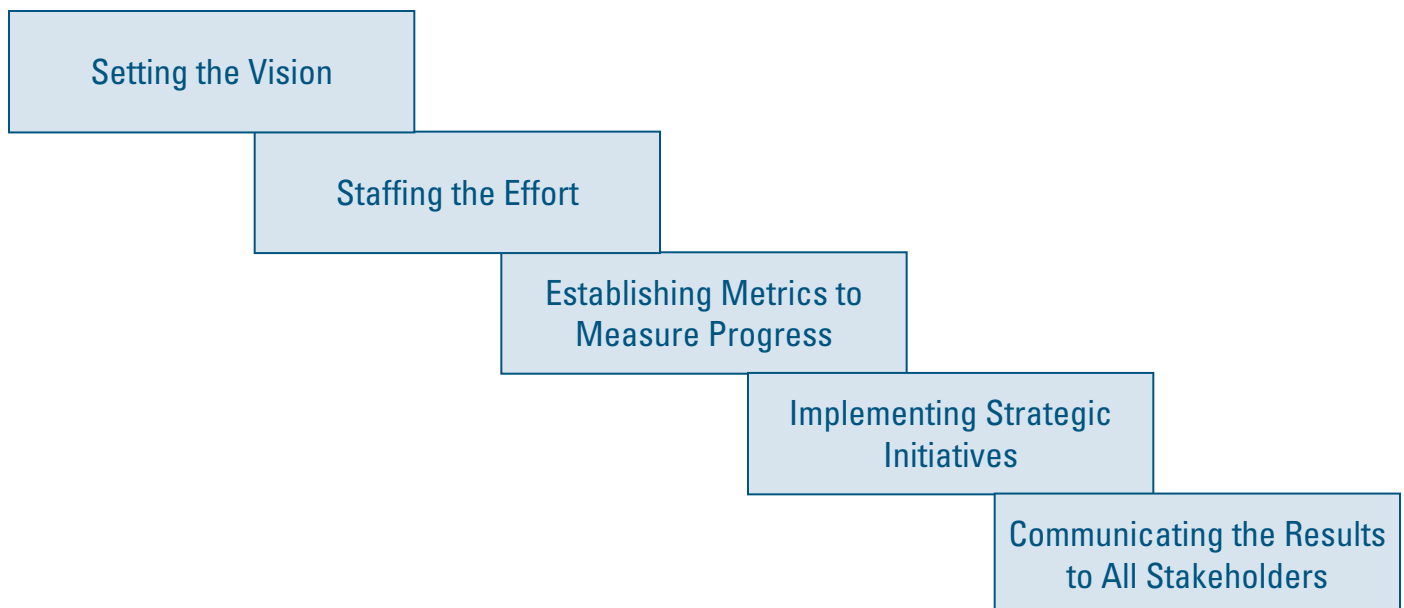 Setting the Vision
Staffing the Effort
Establishing Metrics to
Measure Progress
Implementing Strategic
Initiatives
Communicating the Results
to All Stakeholders